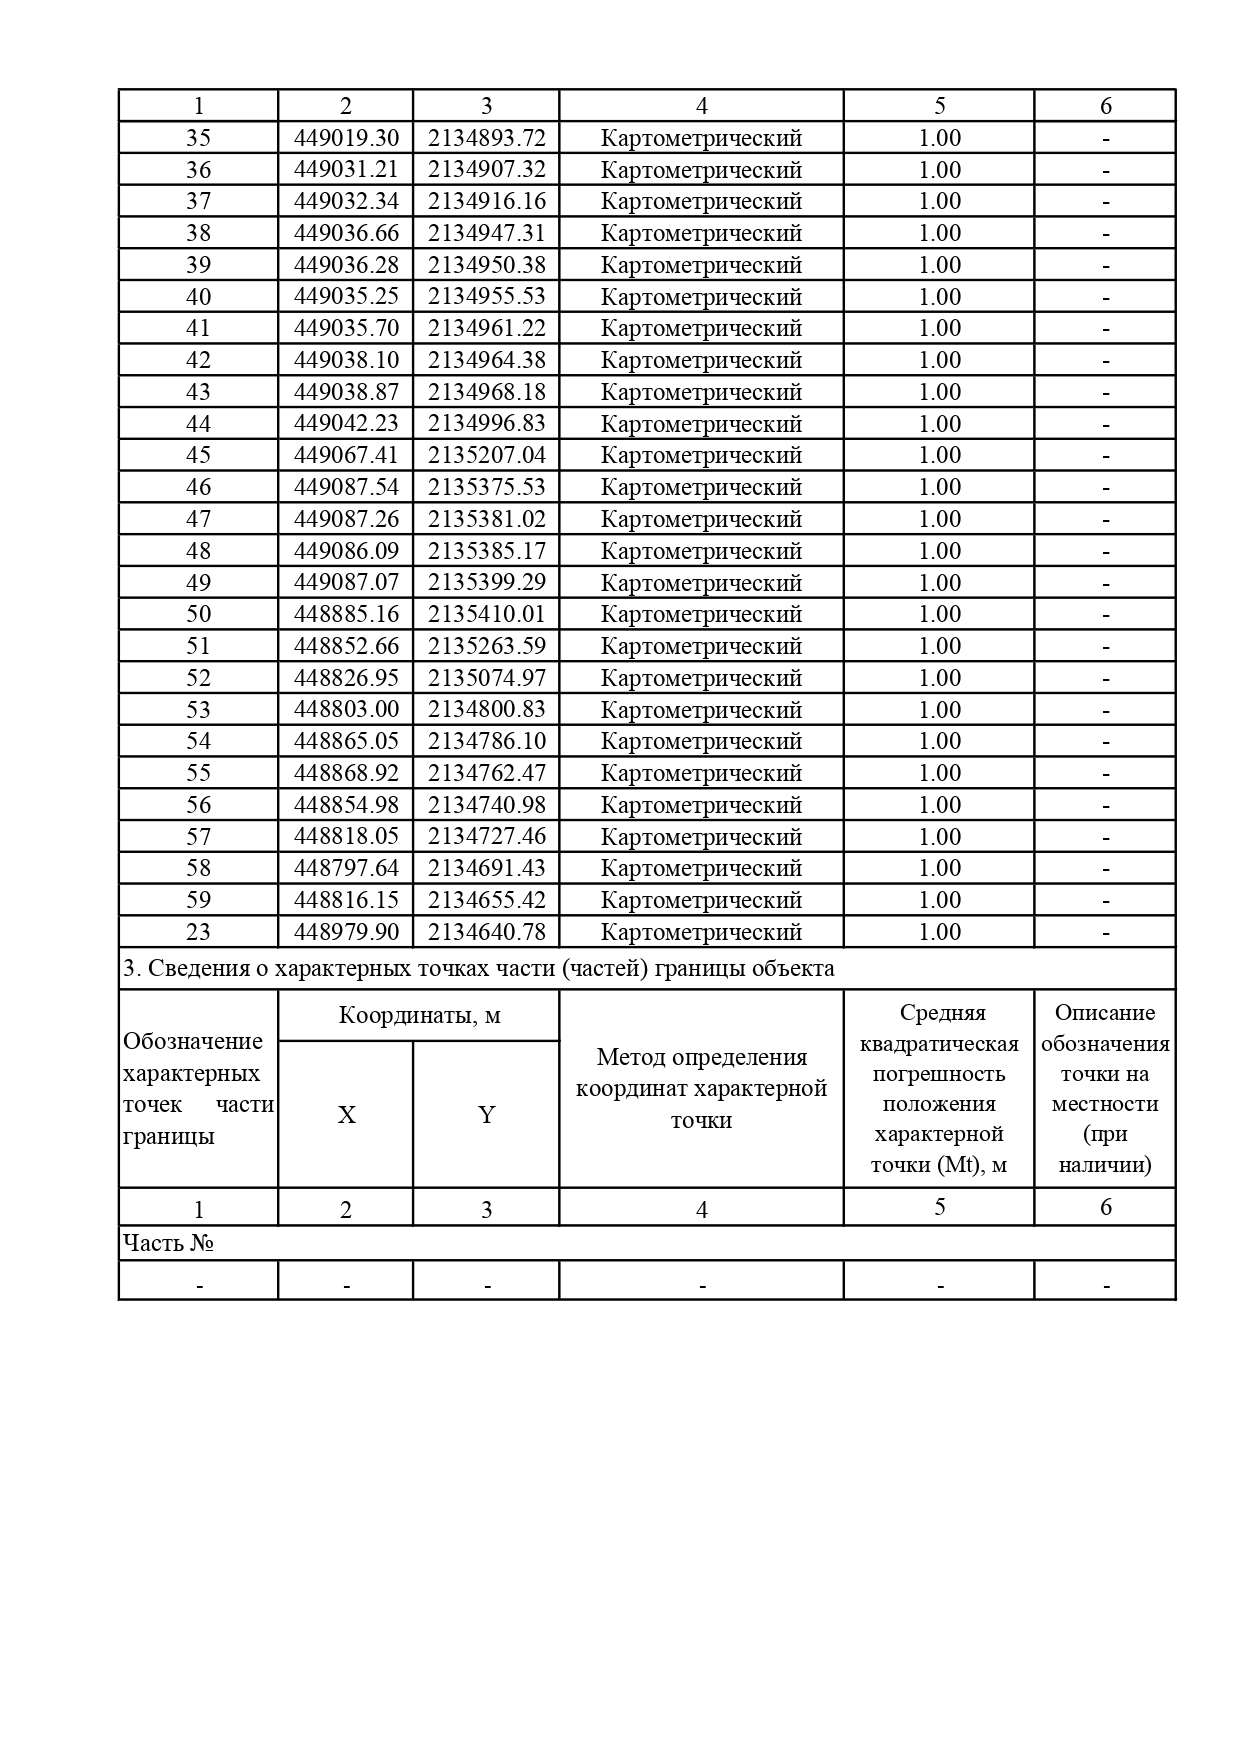 1 2 3 4 5 6
35 449019.30 2134893.72 Картометрический 1.00 -
36 449031.21 2134907.32 Картометрический 1.00 -
37 449032.34 2134916.16 Картометрический 1.00 -
38 449036.66 2134947.31 Картометрический 1.00 -
39 449036.28 2134950.38 Картометрический 1.00 -
40 449035.25 2134955.53 Картометрический 1.00 -
41 449035.70 2134961.22 Картометрический 1.00 -
42 449038.10 2134964.38 Картометрический 1.00 -
43 449038.87 2134968.18 Картометрический 1.00 -
44 449042.23 2134996.83 Картометрический 1.00 -
45 449067.41 2135207.04 Картометрический 1.00 -
46 449087.54 2135375.53 Картометрический 1.00 -
47 449087.26 2135381.02 Картометрический 1.00 -
48 449086.09 2135385.17 Картометрический 1.00 -
49 449087.07 2135399.29 Картометрический 1.00 -
50 448885.16 2135410.01 Картометрический 1.00 -
51 448852.66 2135263.59 Картометрический 1.00 -
52 448826.95 2135074.97 Картометрический 1.00 -
53 448803.00 2134800.83 Картометрический 1.00 -
54 448865.05 2134786.10 Картометрический 1.00 -
55 448868.92 2134762.47 Картометрический 1.00 -
56 448854.98 2134740.98 Картометрический 1.00 -
57 448818.05 2134727.46 Картометрический 1.00 -
58 448797.64 2134691.43 Картометрический 1.00 -
59 448816.15 2134655.42 Картометрический 1.00 -
23 448979.90 2134640.78 Картометрический 1.00 -
3. Сведения о характерных точках части (частей) границы объекта
Обозначение
характерных
точек части
границы
Координаты, м
X Y
Метод определения
координат характерной
точки
Средняя
квадратическая
погрешность
положения
характерной
точки (Mt), м
Описание
обозначения
точки на
местности
(при
наличии)
1 2 3 4 5 6
Часть №
- - - - - -